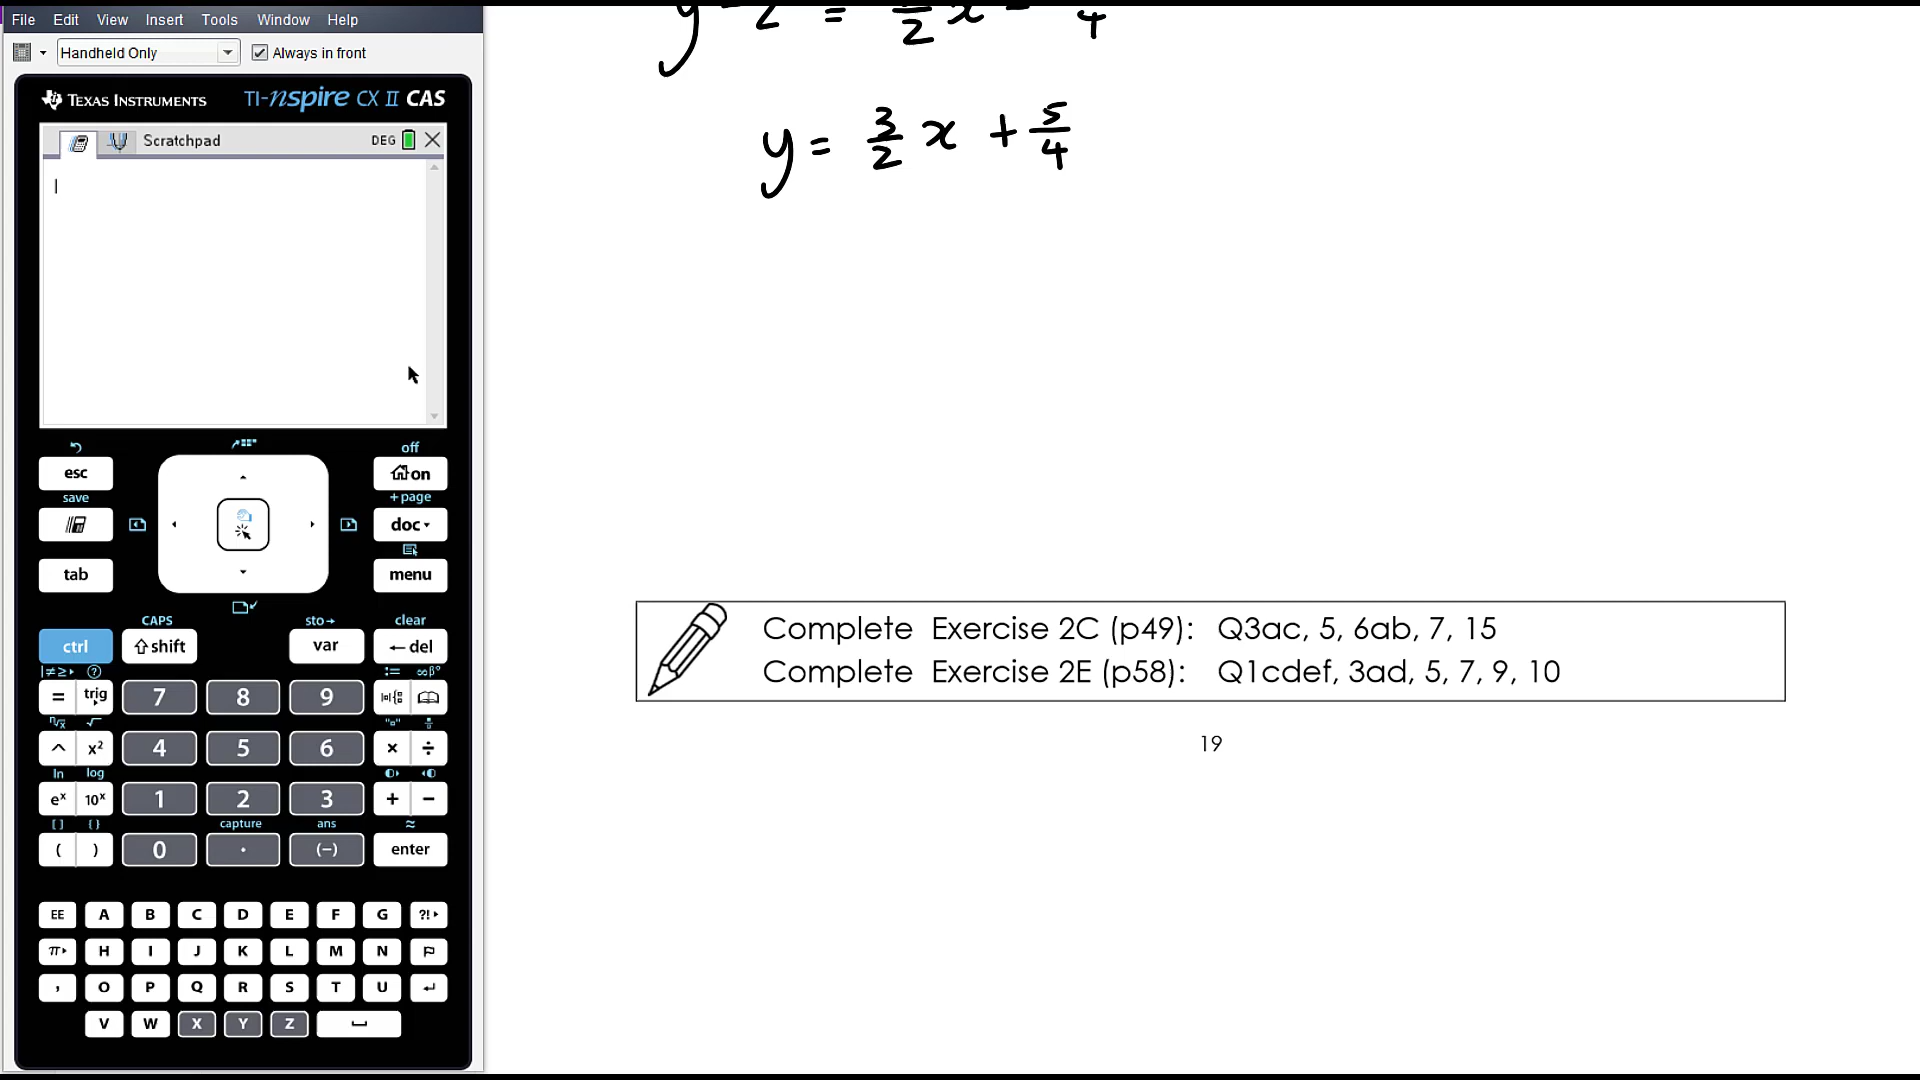 File Edit View Insert Tools Window Help
Handheld Only Always in front
TEXAS INSTRUMENTS TI-nspire CX II CAS
Scratchpad DEG
y = 3/2 x + 5/4
off
esc on
save + page
doc
tab menu
CAPS sto→ clear
ctrl shift var ←del
|≠≥▸ ? := ∞β°
= trig 7 8 9
ⁿ√x √
^ x² 4 5 6 × ÷
ln log
eˣ 10ˣ 1 2 3 + −
[ ] { } capture ans ≈
( ) 0 . (−) enter
EE A B C D E F G ?!▸
π▸ H I J K L M N
, O P Q R S T U ↵
V W X Y Z
Complete Exercise 2C (p49): Q3ac, 5, 6ab, 7, 15
Complete Exercise 2E (p58): Q1cdef, 3ad, 5, 7, 9, 10
19